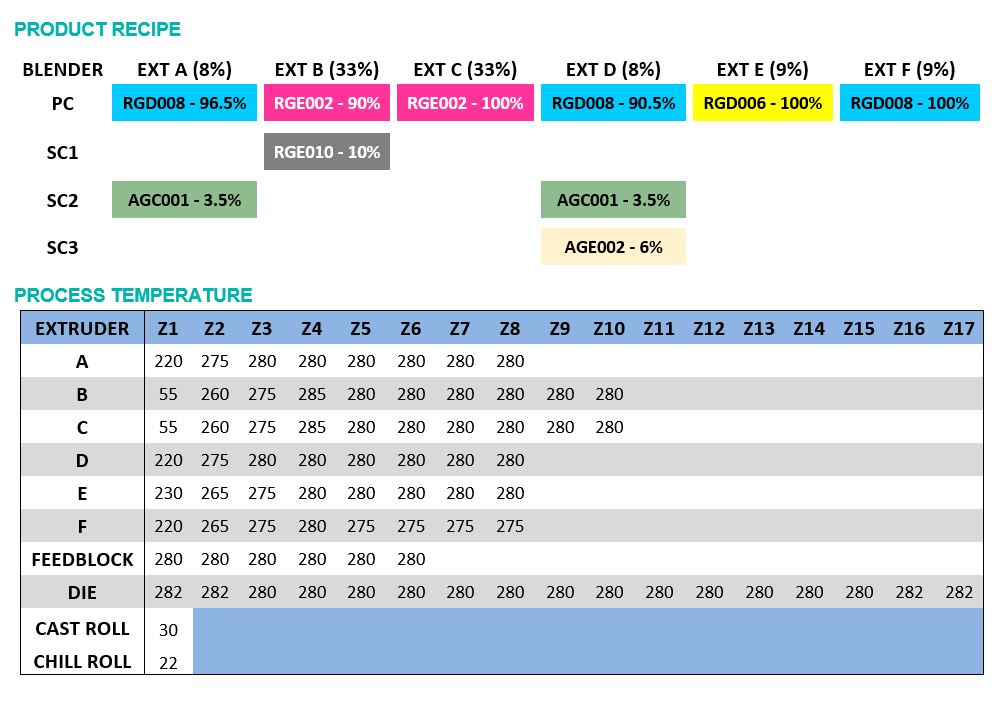 PRODUCT RECIPE
BLENDER EXT A (8%) EXT B (33%) EXT C (33%) EXT D (8%) EXT E (9%) EXT F (9%)
PC RGD008 - 96.5% RGE002 - 90% RGE002 - 100% RGD008 - 90.5% RGD006 - 100% RGD008 - 100%
SC1 RGE010 - 10%
SC2 AGC001 - 3.5% AGC001 - 3.5%
SC3 AGE002 - 6%
PROCESS TEMPERATURE
EXTRUDER Z1 Z2 Z3 Z4 Z5 Z6 Z7 Z8 Z9 Z10 Z11 Z12 Z13 Z14 Z15 Z16 Z17
A 220 275 280 280 280 280 280 280
B 55 260 275 285 280 280 280 280 280 280
C 55 260 275 285 280 280 280 280 280 280
D 220 275 280 280 280 280 280 280
E 230 265 275 280 280 280 280 280
F 220 265 275 280 275 275 275 275
FEEDBLOCK 280 280 280 280 280 280
DIE 282 282 280 280 280 280 280 280 280 280 280 280 280 280 280 282 282
CAST ROLL 30
CHILL ROLL 22